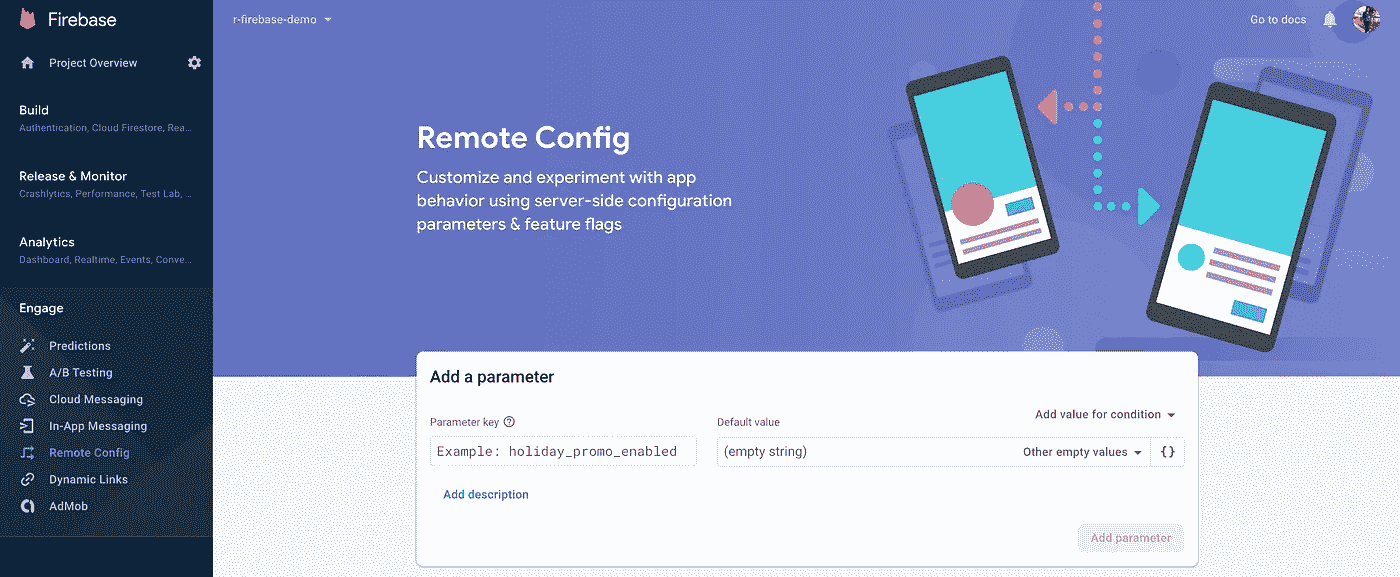 Firebase
r-firebase-demo
Go to docs
Project Overview
Build
Authentication, Cloud Firestore, Rea...
Release & Monitor
Crashlytics, Performance, Test Lab, ...
Analytics
Dashboard, Realtime, Events, Conve...
Engage
Predictions
A/B Testing
Cloud Messaging
In-App Messaging
Remote Config
Dynamic Links
AdMob
Remote Config
Customize and experiment with app
behavior using server-side configuration
parameters & feature flags
Add a parameter
Parameter key
Default value
Add value for condition
Example: holiday_promo_enabled
(empty string)
Other empty values
{}
Add description
Add parameter